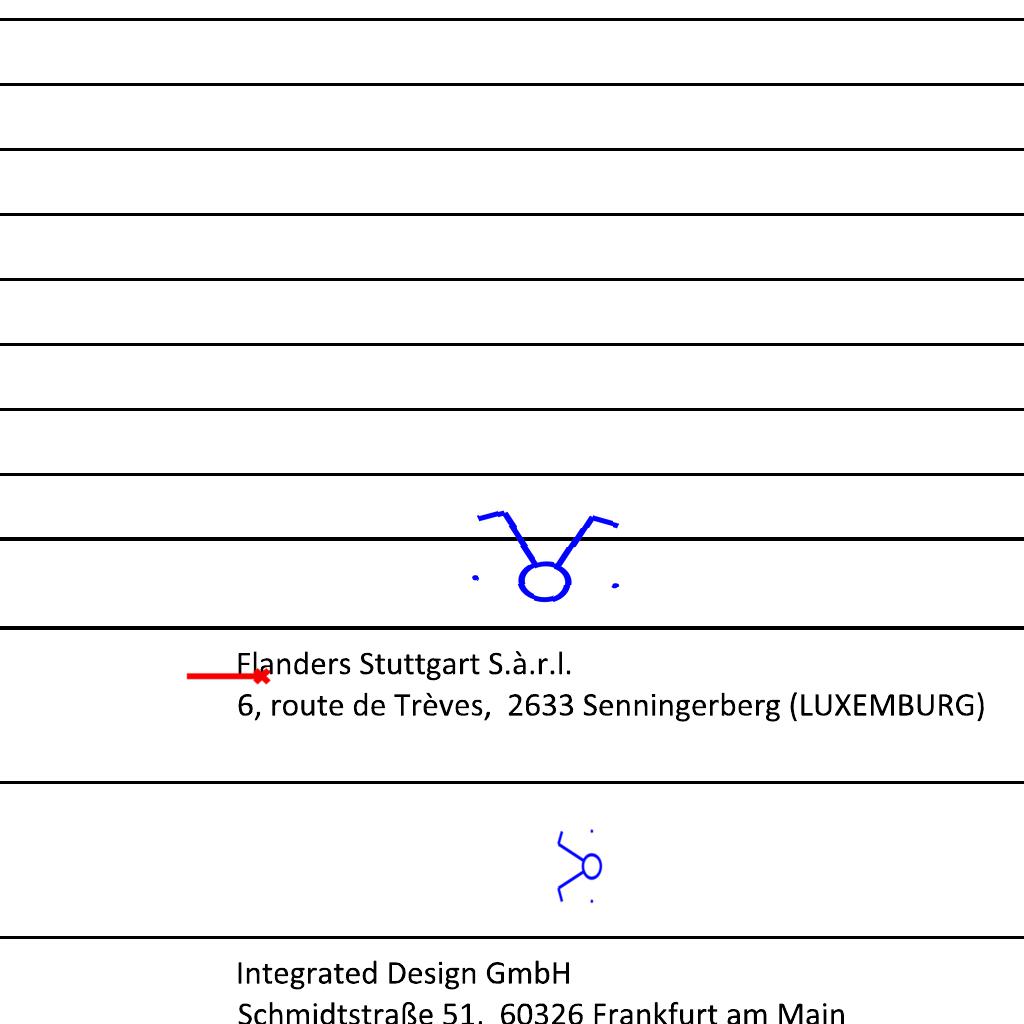 Flanders Stuttgart S.à.r.l.
6, route de Trèves,  2633 Senningerberg (LUXEMBURG)
Integrated Design GmbH
Schmidtstraße 51,  60326 Frankfurt am Main